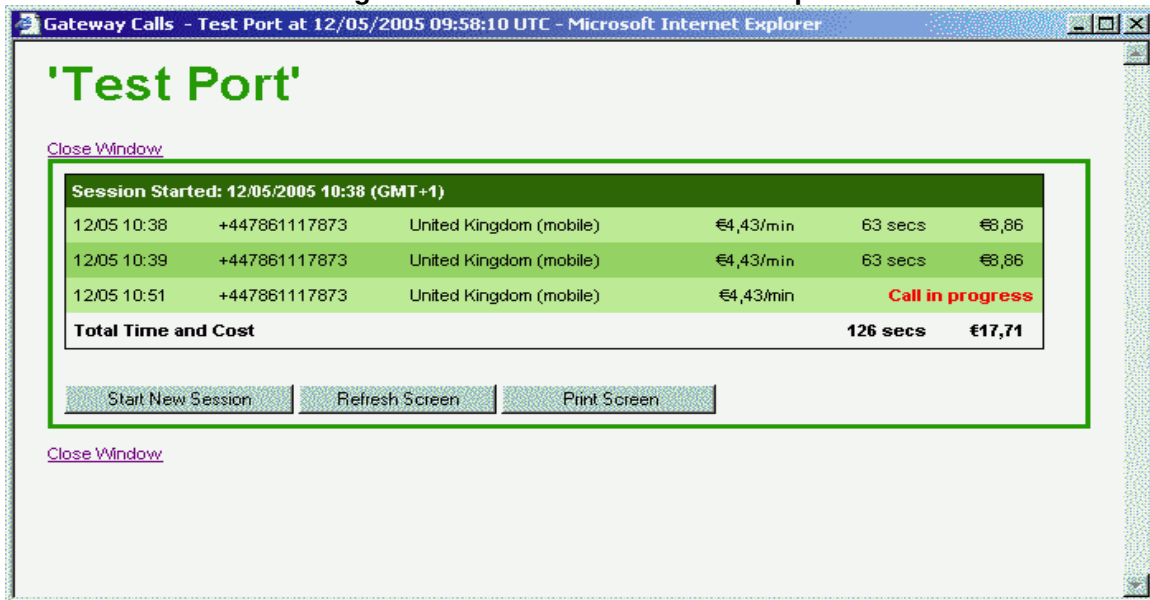 Gateway Calls - Test Port at 12/05/2005 09:58:10 UTC - Microsoft Internet Explorer
'Test Port'
Close Window
Session Started: 12/05/2005 10:38 (GMT+1)
12/05 10:38 +447861117873 United Kingdom (mobile) €4,43/min 63 secs €8,86
12/05 10:39 +447861117873 United Kingdom (mobile) €4,43/min 63 secs €8,86
12/05 10:51 +447861117873 United Kingdom (mobile) €4,43/min Call in progress
Total Time and Cost 126 secs €17,71
Start New Session Refresh Screen Print Screen
Close Window